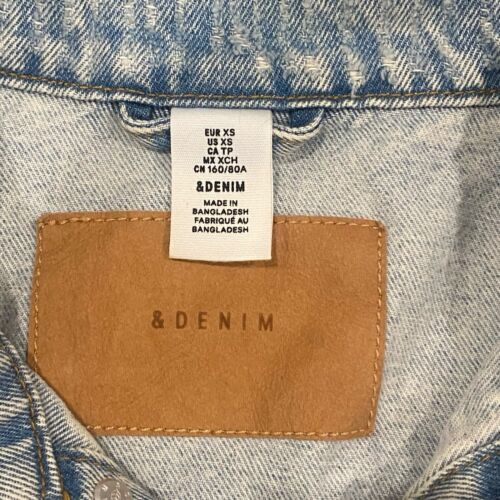 EUR XS
US XS
CA TP
MX XCH
CN 160/80A
&DENIM
MADE IN
BANGLADESH
FABRIQUÉ AU
BANGLADESH
&DENIM